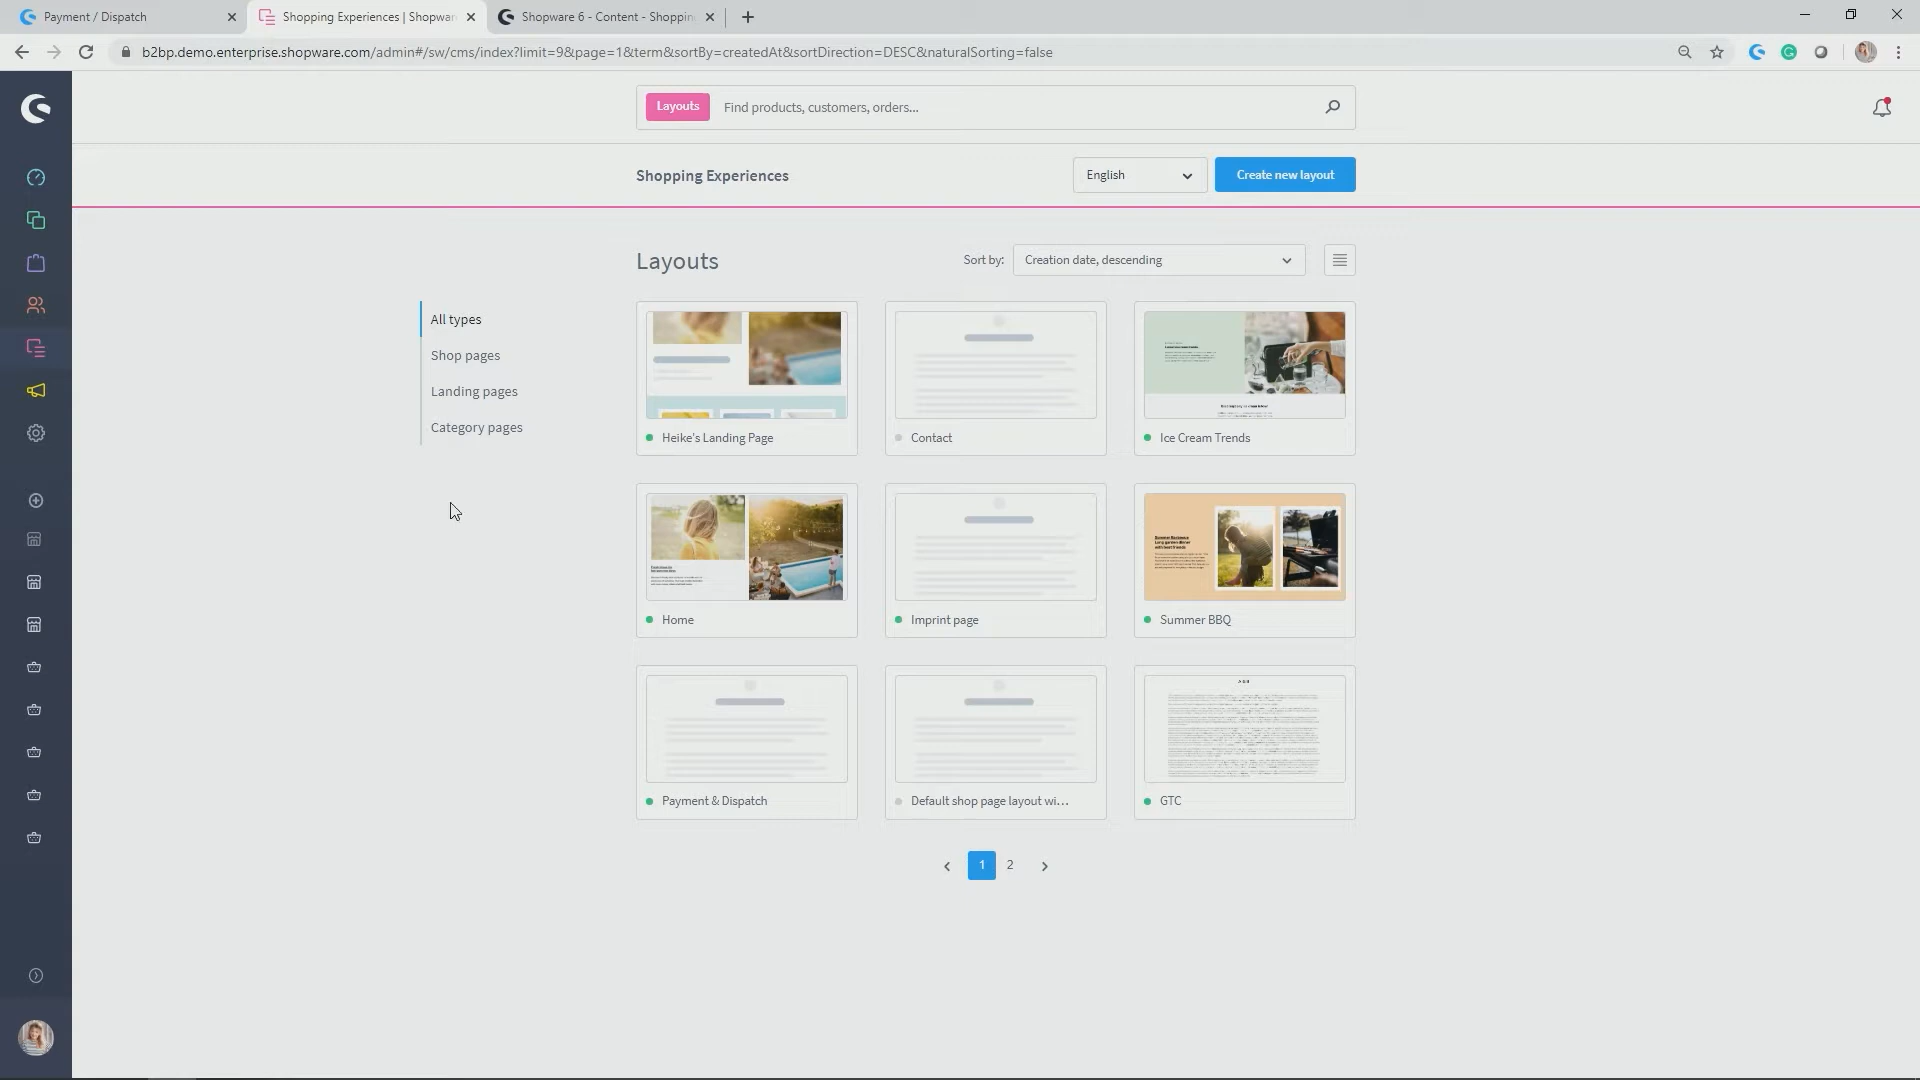 Payment / Dispatch
Shopping Experiences | Shopwar
Shopware 6 - Content - Shoppin
b2bp.demo.enterprise.shopware.com/admin#/sw/cms/index?limit=9&page=1&term&sortBy=createdAt&sortDirection=DESC&naturalSorting=false
Layouts
Find products, customers, orders...
Shopping Experiences
English
Create new layout
Layouts
Sort by:
Creation date, descending
All types
Shop pages
Landing pages
Category pages
Heike's Landing Page
Contact
Ice Cream Trends
Home
Imprint page
Summer BBQ
Payment & Dispatch
Default shop page layout wi...
GTC
1
2